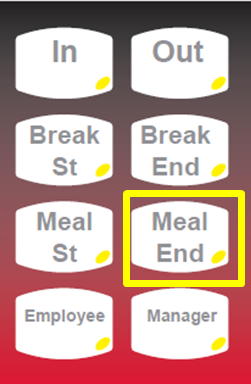 In Out
Break Break
St End
Meal Meal
St End
Employee Manager